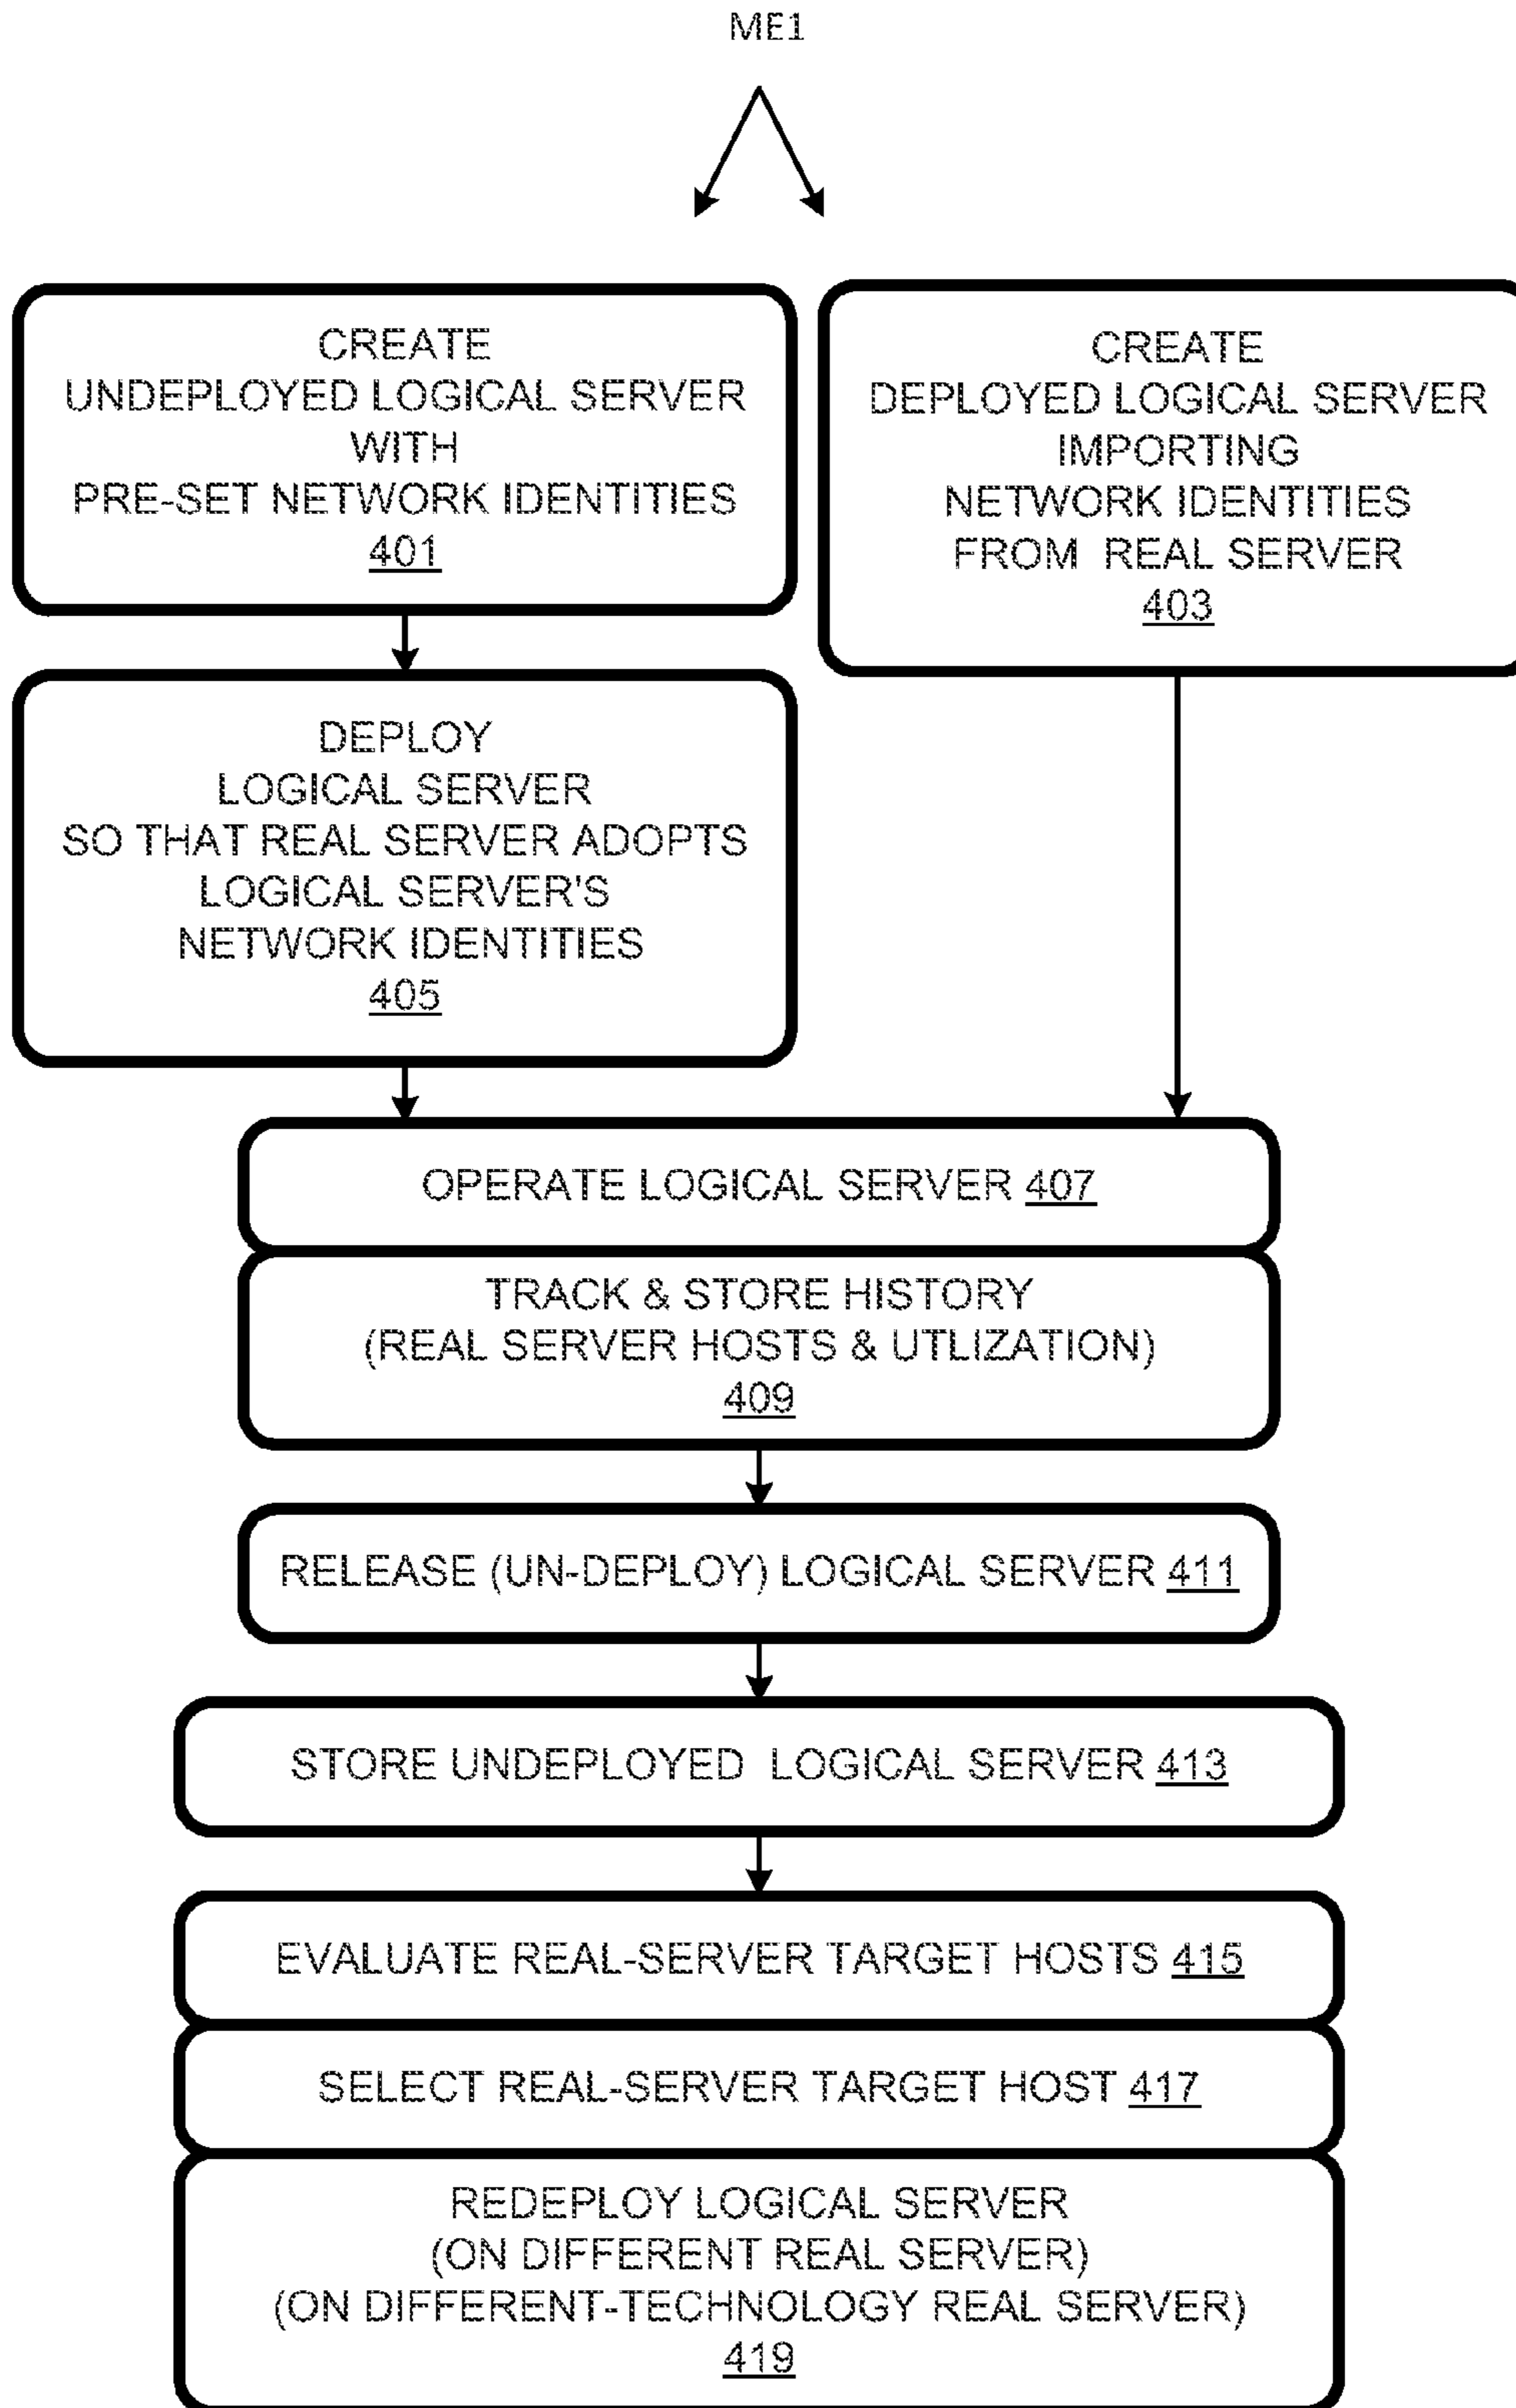 ME1
CREATE
UNDEPLOYED LOGICAL SERVER
WITH
PRE-SET NETWORK IDENTITIES
401
CREATE
DEPLOYED LOGICAL SERVER
IMPORTING
NETWORK IDENTITIES
FROM REAL SERVER
403
DEPLOY
LOGICAL SERVER
SO THAT REAL SERVER ADOPTS
LOGICAL SERVER'S
NETWORK IDENTITIES
405
OPERATE LOGICAL SERVER 407
TRACK & STORE HISTORY
(REAL SERVER HOSTS & UTLIZATION)
409
RELEASE (UN-DEPLOY) LOGICAL SERVER 411
STORE UNDEPLOYED LOGICAL SERVER 413
EVALUATE REAL-SERVER TARGET HOSTS 415
SELECT REAL-SERVER TARGET HOST 417
REDEPLOY LOGICAL SERVER
(ON DIFFERENT REAL SERVER)
(ON DIFFERENT-TECHNOLOGY REAL SERVER)
419